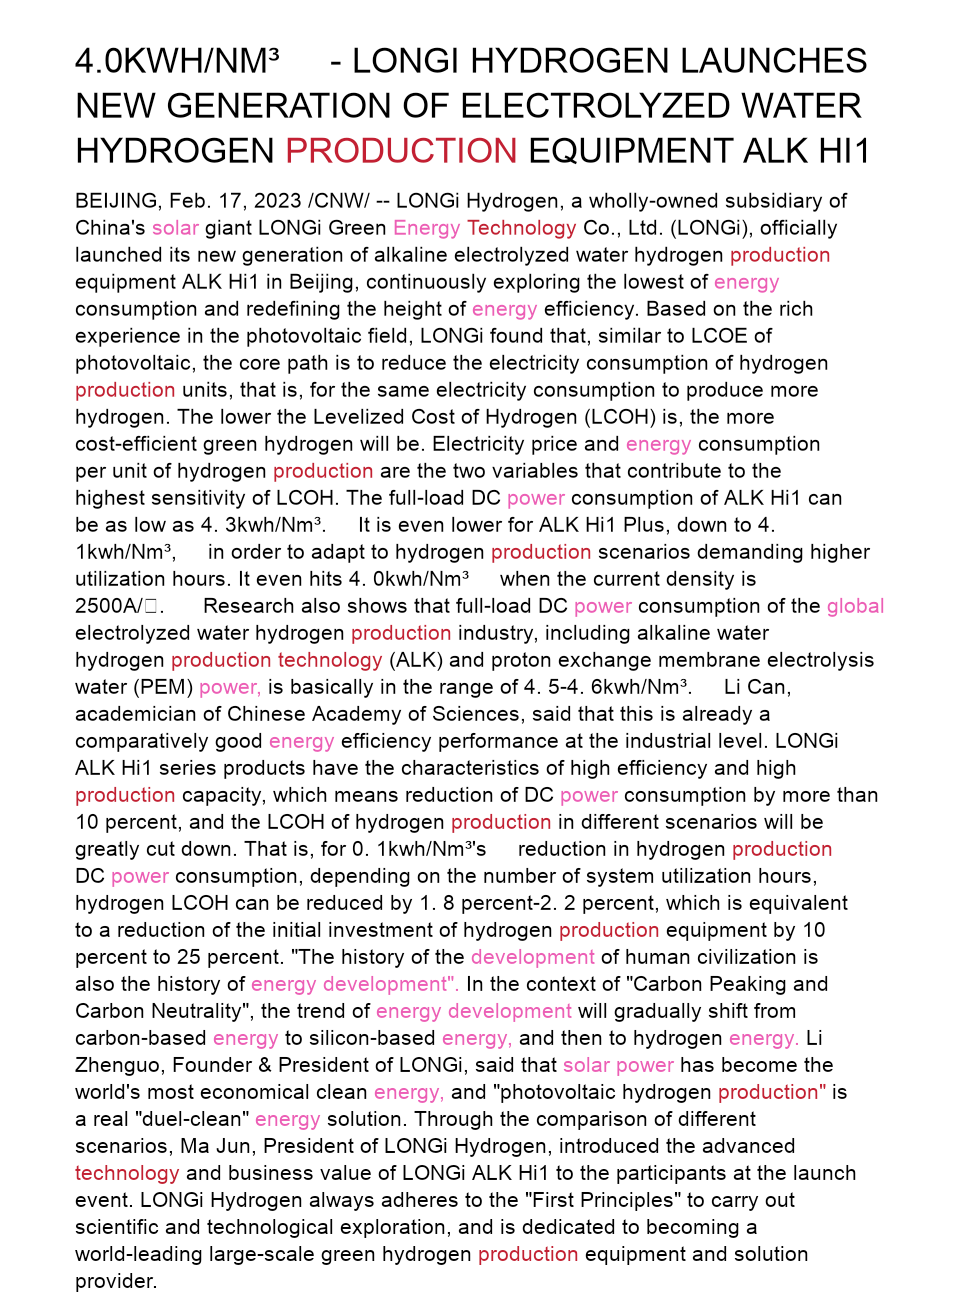 4.0KWH/NM³ - LONGI HYDROGEN LAUNCHES
NEW GENERATION OF ELECTROLYZED WATER
HYDROGEN PRODUCTION EQUIPMENT ALK HI1
BEIJING, Feb. 17, 2023 /CNW/ -- LONGi Hydrogen, a wholly-owned subsidiary of
China's solar giant LONGi Green Energy Technology Co., Ltd. (LONGi), officially
launched its new generation of alkaline electrolyzed water hydrogen production
equipment ALK Hi1 in Beijing, continuously exploring the lowest of energy
consumption and redefining the height of energy efficiency. Based on the rich
experience in the photovoltaic field, LONGi found that, similar to LCOE of
photovoltaic, the core path is to reduce the electricity consumption of hydrogen
production units, that is, for the same electricity consumption to produce more
hydrogen. The lower the Levelized Cost of Hydrogen (LCOH) is, the more
cost-efficient green hydrogen will be. Electricity price and energy consumption
per unit of hydrogen production are the two variables that contribute to the
highest sensitivity of LCOH. The full-load DC power consumption of ALK Hi1 can
be as low as 4. 3kwh/Nm³. It is even lower for ALK Hi1 Plus, down to 4.
1kwh/Nm³, in order to adapt to hydrogen production scenarios demanding higher
utilization hours. It even hits 4. 0kwh/Nm³ when the current density is
2500A/□. Research also shows that full-load DC power consumption of the global
electrolyzed water hydrogen production industry, including alkaline water
hydrogen production technology (ALK) and proton exchange membrane electrolysis
water (PEM) power, is basically in the range of 4. 5-4. 6kwh/Nm³. Li Can,
academician of Chinese Academy of Sciences, said that this is already a
comparatively good energy efficiency performance at the industrial level. LONGi
ALK Hi1 series products have the characteristics of high efficiency and high
production capacity, which means reduction of DC power consumption by more than
10 percent, and the LCOH of hydrogen production in different scenarios will be
greatly cut down. That is, for 0. 1kwh/Nm³'s reduction in hydrogen production
DC power consumption, depending on the number of system utilization hours,
hydrogen LCOH can be reduced by 1. 8 percent-2. 2 percent, which is equivalent
to a reduction of the initial investment of hydrogen production equipment by 10
percent to 25 percent. "The history of the development of human civilization is
also the history of energy development". In the context of "Carbon Peaking and
Carbon Neutrality", the trend of energy development will gradually shift from
carbon-based energy to silicon-based energy, and then to hydrogen energy. Li
Zhenguo, Founder & President of LONGi, said that solar power has become the
world's most economical clean energy, and "photovoltaic hydrogen production" is
a real "duel-clean" energy solution. Through the comparison of different
scenarios, Ma Jun, President of LONGi Hydrogen, introduced the advanced
technology and business value of LONGi ALK Hi1 to the participants at the launch
event. LONGi Hydrogen always adheres to the "First Principles" to carry out
scientific and technological exploration, and is dedicated to becoming a
world-leading large-scale green hydrogen production equipment and solution
provider.